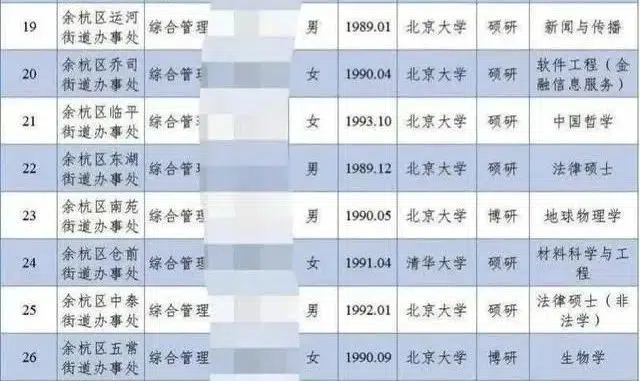 19 余杭区运河街道办事处 综合管理 男 1989.01 北京大学 硕研 新闻与传播
20 余杭区乔司街道办事处 综合管理 女 1990.04 北京大学 硕研 软件工程（金融信息服务）
21 余杭区临平街道办事处 综合管理 女 1993.10 北京大学 硕研 中国哲学
22 余杭区东湖街道办事处 综合管理 男 1989.12 北京大学 硕研 法律硕士
23 余杭区南苑街道办事处 综合管理 男 1990.05 北京大学 博研 地球物理学
24 余杭区仓前街道办事处 综合管理 女 1991.04 清华大学 硕研 材料科学与工程
25 余杭区中泰街道办事处 综合管理 男 1992.01 北京大学 硕研 法律硕士（非法学）
26 余杭区五常街道办事处 综合管理 女 1990.09 北京大学 博研 生物学